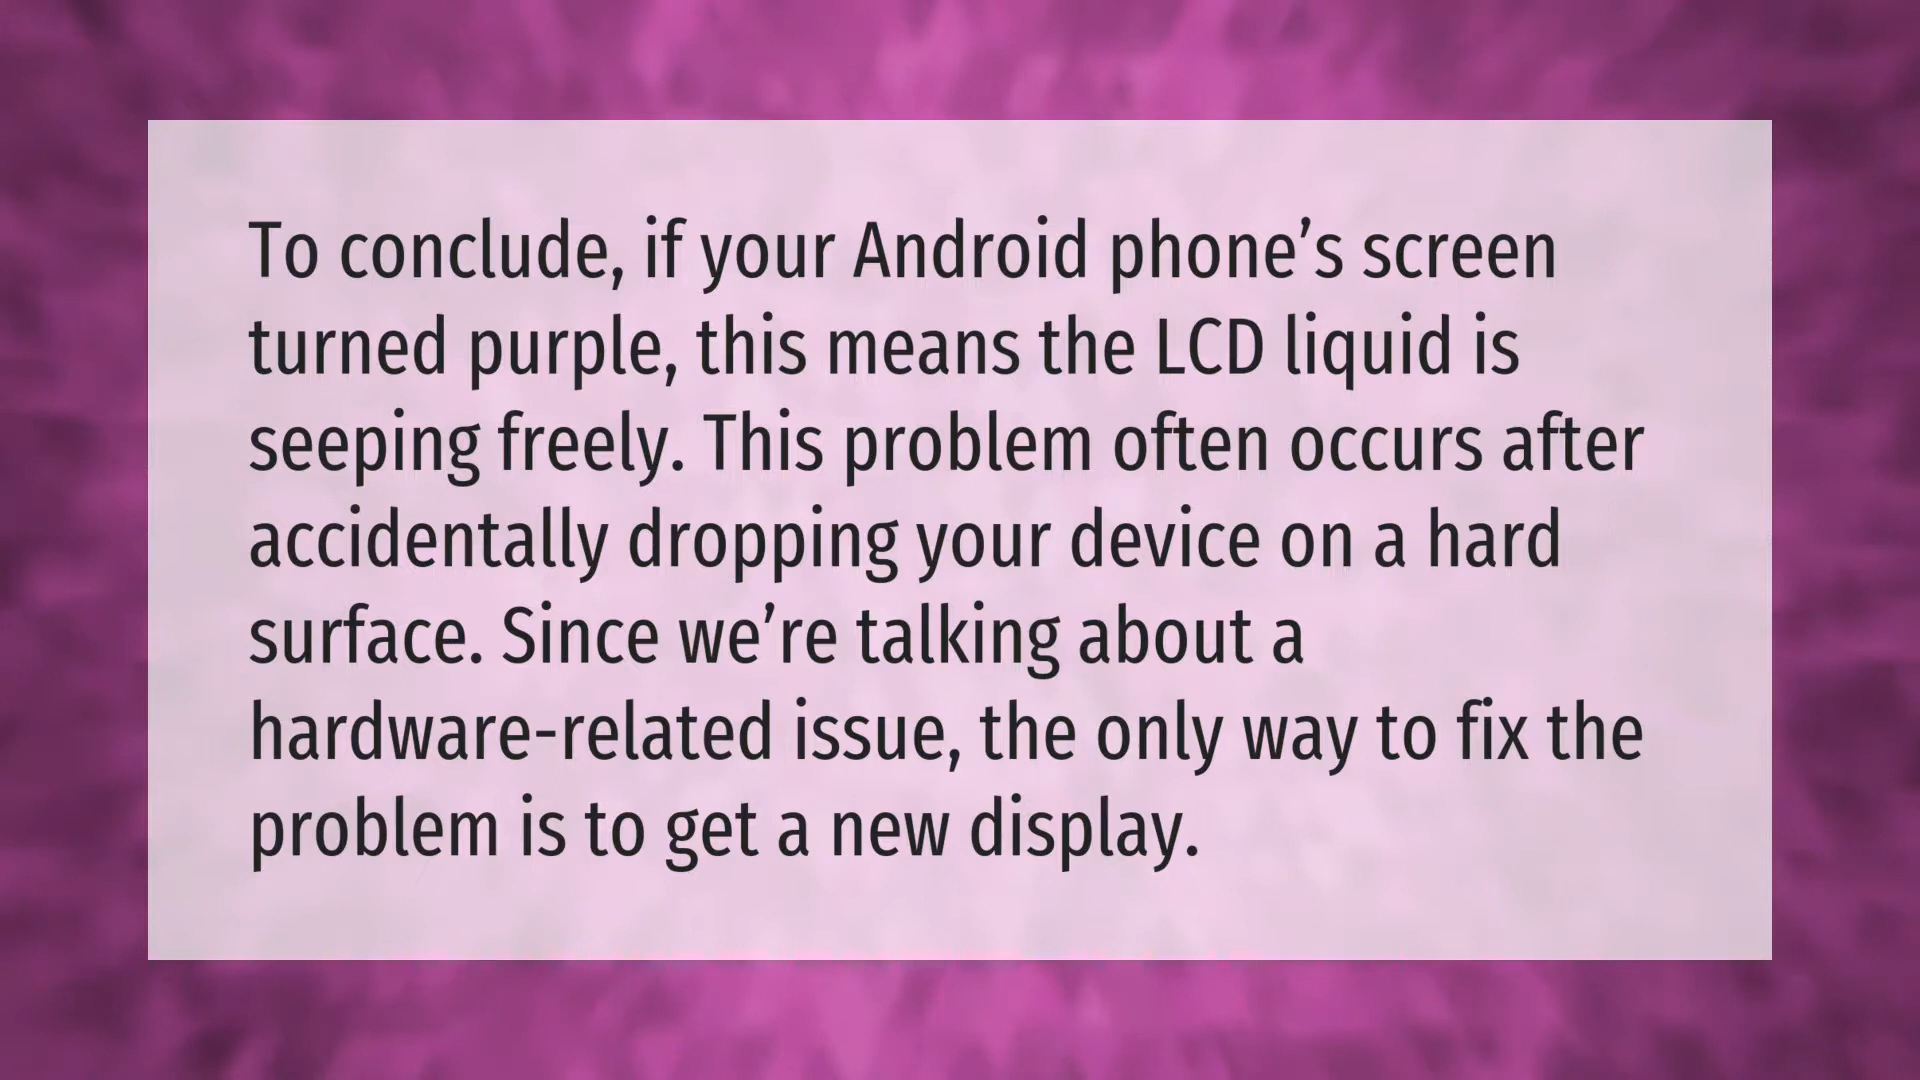 To conclude, if your Android phone’s screen
turned purple, this means the LCD liquid is
seeping freely. This problem often occurs after
accidentally dropping your device on a hard
surface. Since we’re talking about a
hardware-related issue, the only way to fix the
problem is to get a new display.